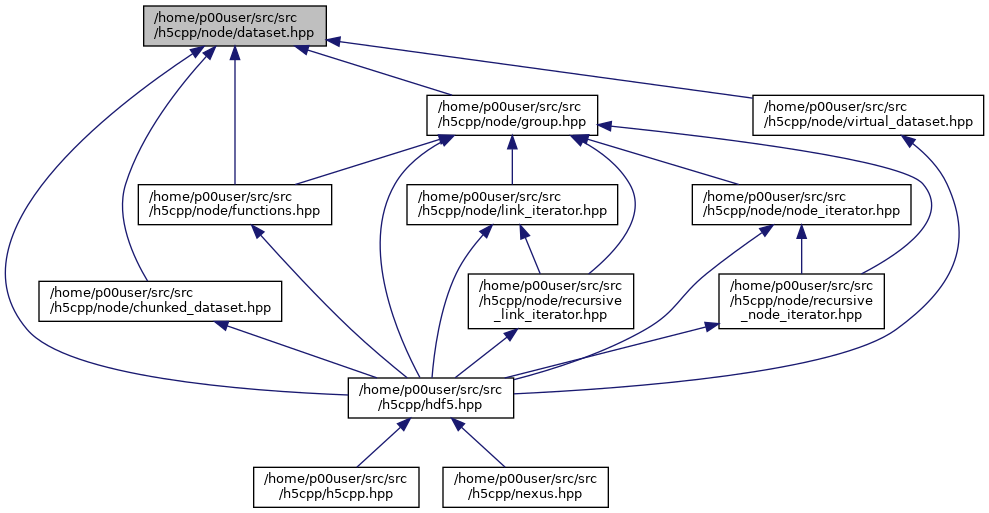 /home/p00user/src/src
/h5cpp/node/dataset.hpp
/home/p00user/src/src
/h5cpp/node/group.hpp
/home/p00user/src/src
/h5cpp/node/virtual_dataset.hpp
/home/p00user/src/src
/h5cpp/node/functions.hpp
/home/p00user/src/src
/h5cpp/node/link_iterator.hpp
/home/p00user/src/src
/h5cpp/node/node_iterator.hpp
/home/p00user/src/src
/h5cpp/node/chunked_dataset.hpp
/home/p00user/src/src
/h5cpp/node/recursive
_link_iterator.hpp
/home/p00user/src/src
/h5cpp/node/recursive
_node_iterator.hpp
/home/p00user/src/src
/h5cpp/hdf5.hpp
/home/p00user/src/src
/h5cpp/h5cpp.hpp
/home/p00user/src/src
/h5cpp/nexus.hpp